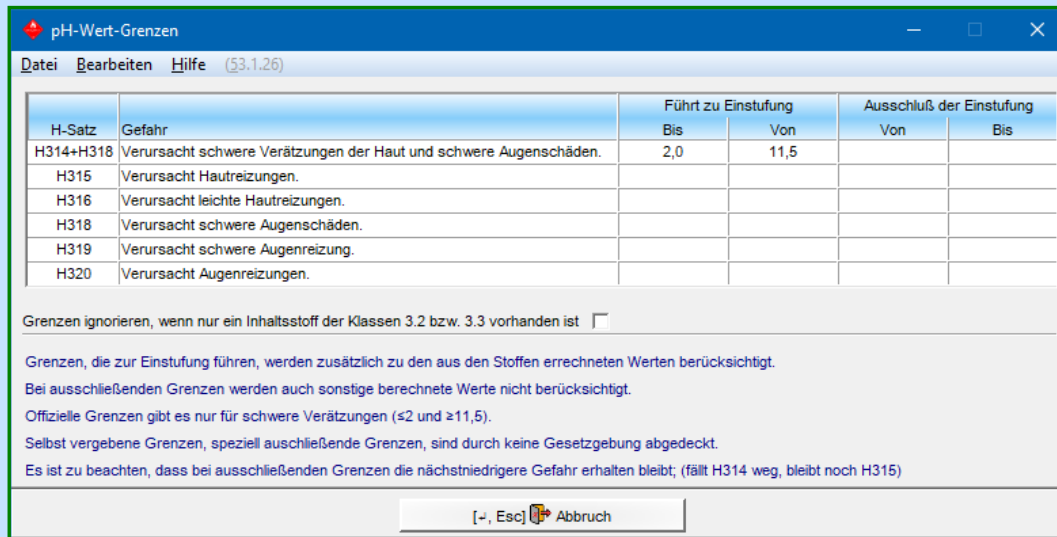 pH-Wert-Grenzen
Datei Bearbeiten Hilfe (53.1.26)
Führt zu Einstufung Ausschluß der Einstufung
H-Satz Gefahr Bis Von Von Bis
H314+H318 Verursacht schwere Verätzungen der Haut und schwere Augenschäden. 2,0 11,5
H315 Verursacht Hautreizungen.
H316 Verursacht leichte Hautreizungen.
H318 Verursacht schwere Augenschäden.
H319 Verursacht schwere Augenreizung.
H320 Verursacht Augenreizungen.
Grenzen ignorieren, wenn nur ein Inhaltsstoff der Klassen 3.2 bzw. 3.3 vorhanden ist
Grenzen, die zur Einstufung führen, werden zusätzlich zu den aus den Stoffen errechneten Werten berücksichtigt.
Bei ausschließenden Grenzen werden auch sonstige berechnete Werte nicht berücksichtigt.
Offizielle Grenzen gibt es nur für schwere Verätzungen (≤2 und ≥11,5).
Selbst vergebene Grenzen, speziell auschließende Grenzen, sind durch keine Gesetzgebung abgedeckt.
Es ist zu beachten, dass bei ausschließenden Grenzen die nächstniedrigere Gefahr erhalten bleibt; (fällt H314 weg, bleibt noch H315)
[↲, Esc] Abbruch